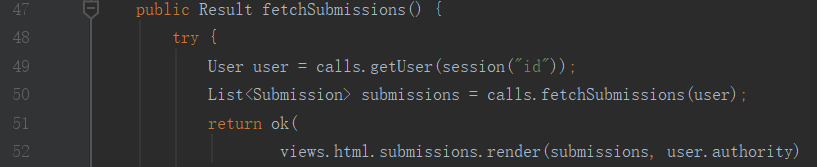 47 public Result fetchSubmissions() {
48 try {
49 User user = calls.getUser(session("id"));
50 List<Submission> submissions = calls.fetchSubmissions(user);
51 return ok(
52 views.html.submissions.render(submissions, user.authority)